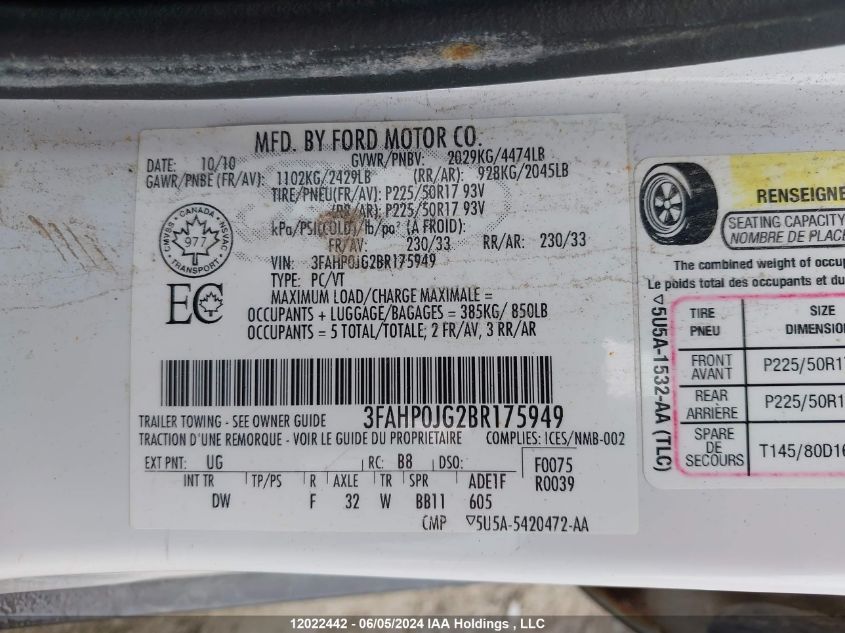 MFD. BY FORD MOTOR CO.
DATE: 10/10 GVWR/PNBV: 2029KG/4474LB
GAWR/PNBE (FR/AV): 1102KG/2429LB (RR/AR): 928KG/2045LB
TIRE/PNEU(FR/AV): P225/50R17 93V
(RR/AR): P225/50R17 93V
kPa/PSI(COLD)/lb/po² (A FROID):
FR/AV: 230/33 RR/AR: 230/33
VIN: 3FAHP0JG2BR175949
TYPE: PC/VT
MAXIMUM LOAD/CHARGE MAXIMALE =
OCCUPANTS + LUGGAGE/BAGAGES = 385KG/ 850LB
OCCUPANTS = 5 TOTAL/TOTALE; 2 FR/AV, 3 RR/AR
CANADA
MVSS - NSVAC
977
TRANSPORT
EC
3FAHP0JG2BR175949
TRAILER TOWING - SEE OWNER GUIDE
TRACTION D'UNE REMORQUE - VOIR LE GUIDE DU PROPRIETAIRE COMPLIES: ICES/NMB-002
EXT PNT: UG RC: B8 DSO: F0075
INT TR TP/PS R AXLE TR SPR ADE1F R0039
DW F 32 W BB11 605
CMP ▽5U5A-5420472-AA
RENSEIGNE
SEATING CAPACITY
NOMBRE DE PLACE
The combined weight of occup
Le poids total des occupants et du
▽5U5A-1532-AA (TLC)
TIRE PNEU SIZE DIMENSION
FRONT AVANT P225/50R17
REAR ARRIÈRE P225/50R1
SPARE DE SECOURS T145/80D16
12022442 - 06/05/2024 IAA Holdings , LLC